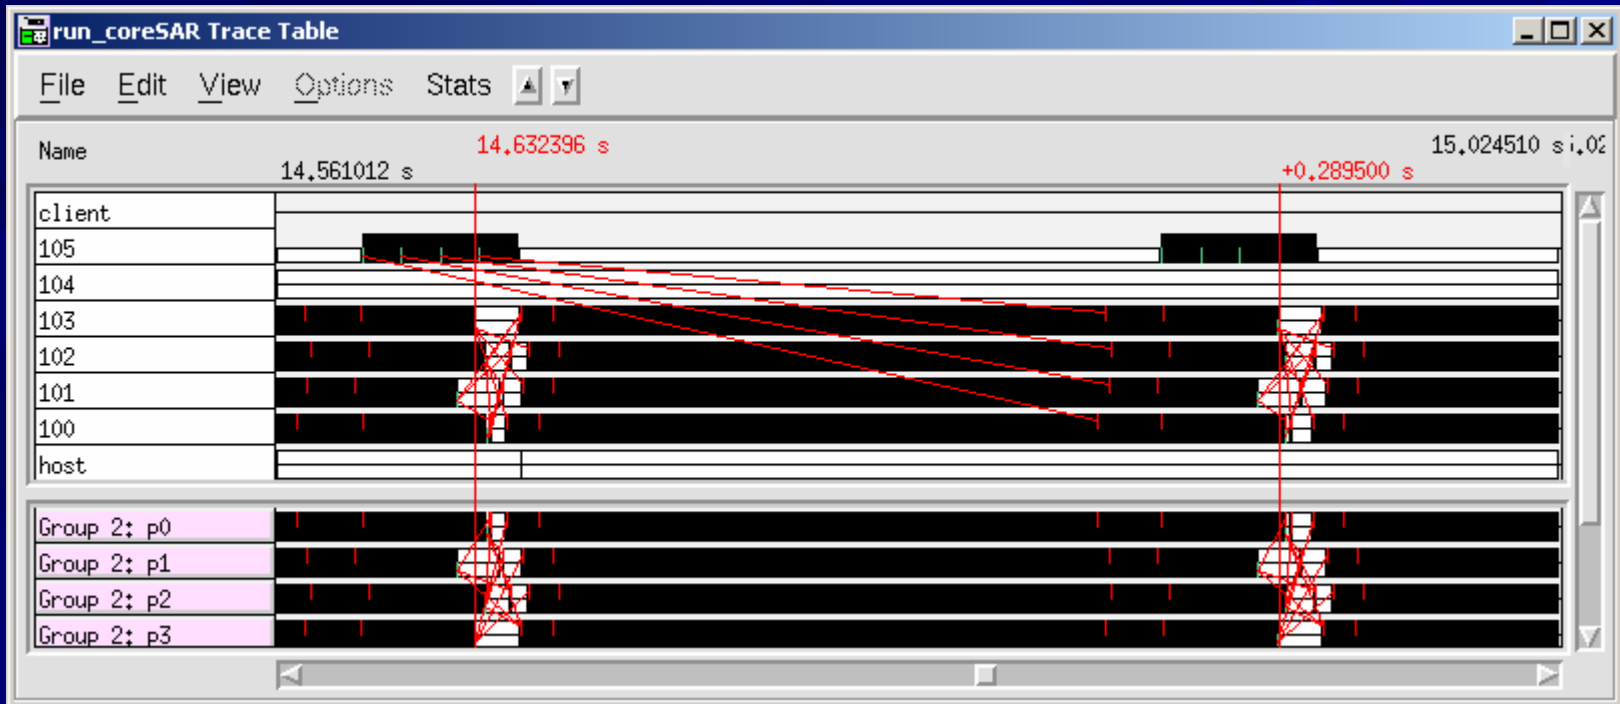 run_coreSAR Trace Table
File Edit View Options Stats
Name
14.632396 s
15.024510 s
14.561012 s
+0.289500 s
client
105
104
103
102
101
100
host
Group 2: p0
Group 2: p1
Group 2: p2
Group 2: p3